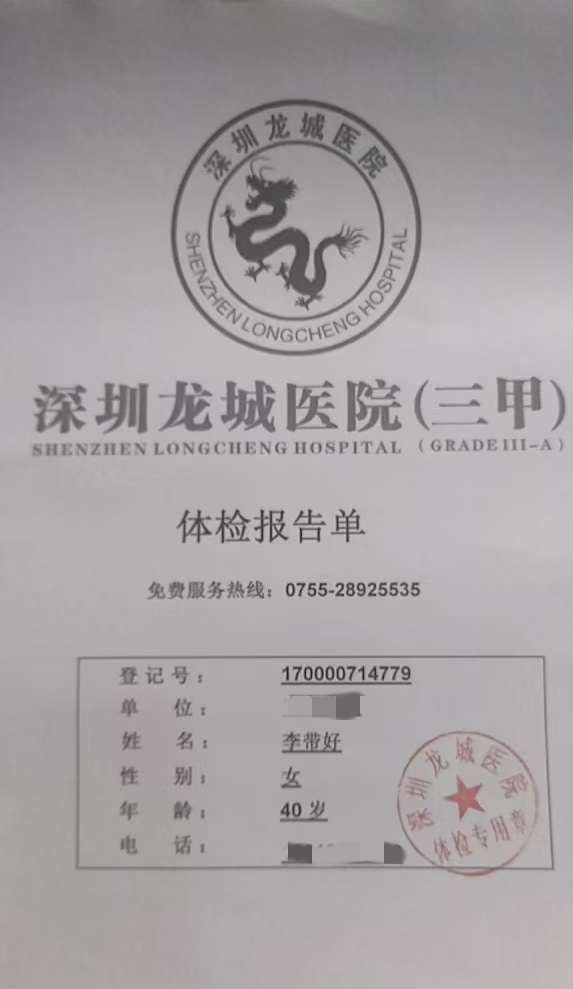 深圳龙城医院
SHENZHEN LONGCHENG HOSPITAL
深圳龙城医院(三甲)
SHENZHEN LONGCHENG HOSPITAL (GRADE III-A)
体检报告单
免费服务热线：0755-28925535
登记号：170000714779
单 位：
姓 名：李带好
性 别：女
年 龄：40 岁
电 话：
深圳龙城医院
体检专用章